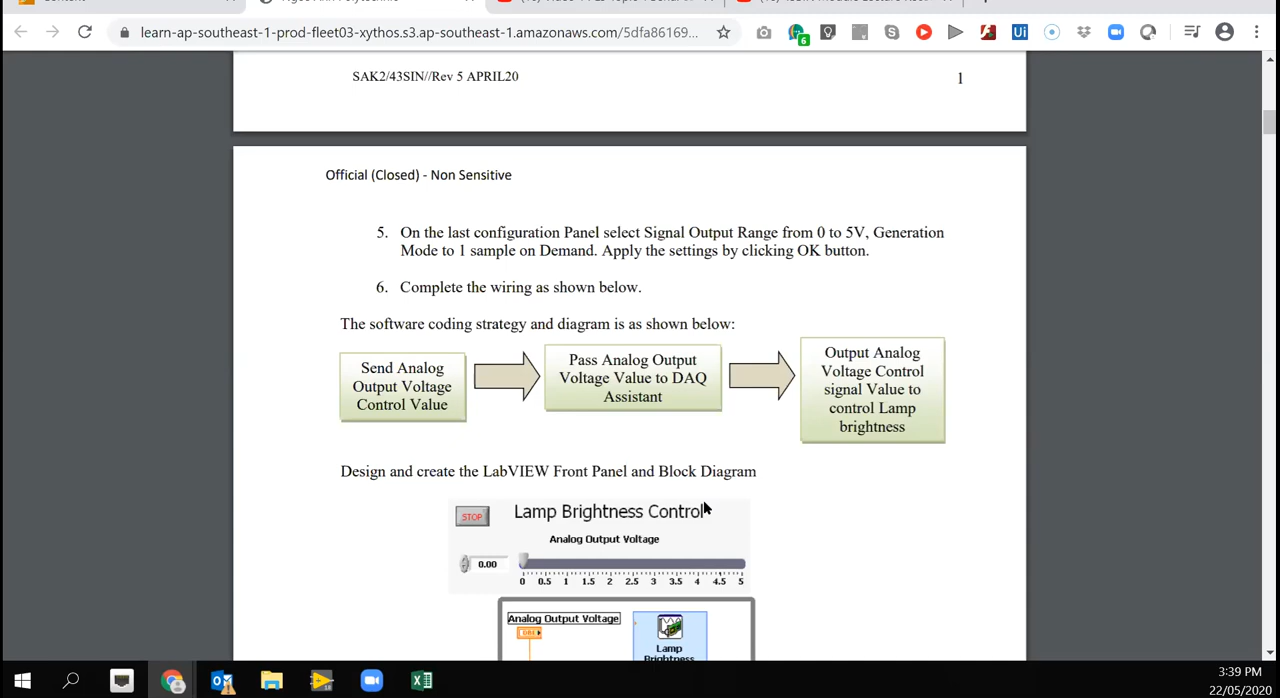 learn-ap-southeast-1-prod-fleet03-xythos.s3.ap-southeast-1.amazonaws.com/5dfa86169...
6
Ui
SAK2/43SIN//Rev 5 APRIL20
1
Official (Closed) - Non Sensitive
5. On the last configuration Panel select Signal Output Range from 0 to 5V, Generation
Mode to 1 sample on Demand. Apply the settings by clicking OK button.
6. Complete the wiring as shown below.
The software coding strategy and diagram is as shown below:
Send Analog
Output Voltage
Control Value
Pass Analog Output
Voltage Value to DAQ
Assistant
Output Analog
Voltage Control
signal Value to
control Lamp
brightness
Design and create the LabVIEW Front Panel and Block Diagram
STOP
Lamp Brightness Control
Analog Output Voltage
0.00
0 0.5 1 1.5 2 2.5 3 3.5 4 4.5 5
Analog Output Voltage
DBL
Lamp
Brightness
3:39 PM
22/05/2020